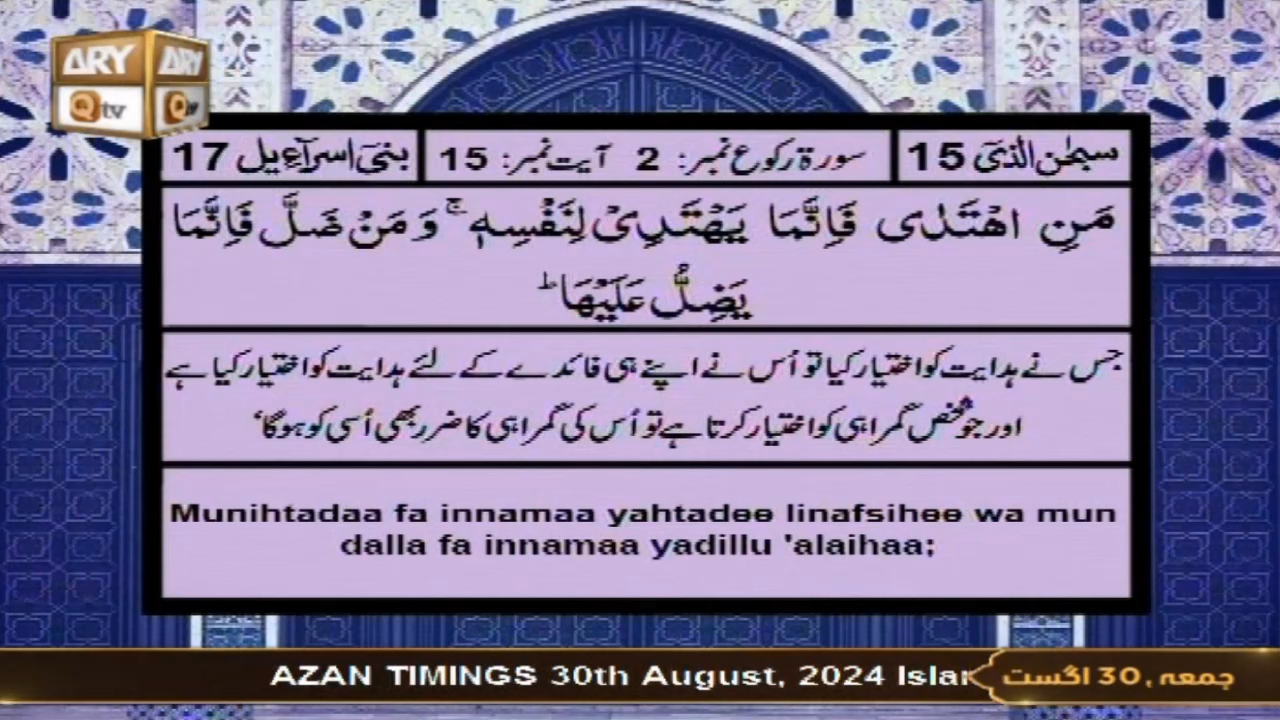 ARY ARY
Qtv Qtv
سبحٰن الذی 15
سورۃ رکوع نمبر: 2 آیت نمبر: 15
بنی اسرآءیل 17
مَنِ اهْتَدٰى فَاِنَّمَا يَهْتَدِىْ لِنَفْسِهٖ ۚ وَمَنْ ضَلَّ فَاِنَّمَا
يَضِلُّ عَلَيْهَا ؕ
جس نے ہدایت کو اختیار کیا تو اُس نے اپنے ہی فائدے کے لئے ہدایت کو اختیار کیا ہے
اور جو شخص گمراہی کو اختیار کرتا ہے تو اُس کی گمراہی کا ضرر بھی اُسی کو ہوگا،
Munihtadaa fa innamaa yahtadee linafsihee wa mun
dalla fa innamaa yadillu 'alaihaa;
AZAN TIMINGS 30th August, 2024 Islar
جمعہ، 30 اگست